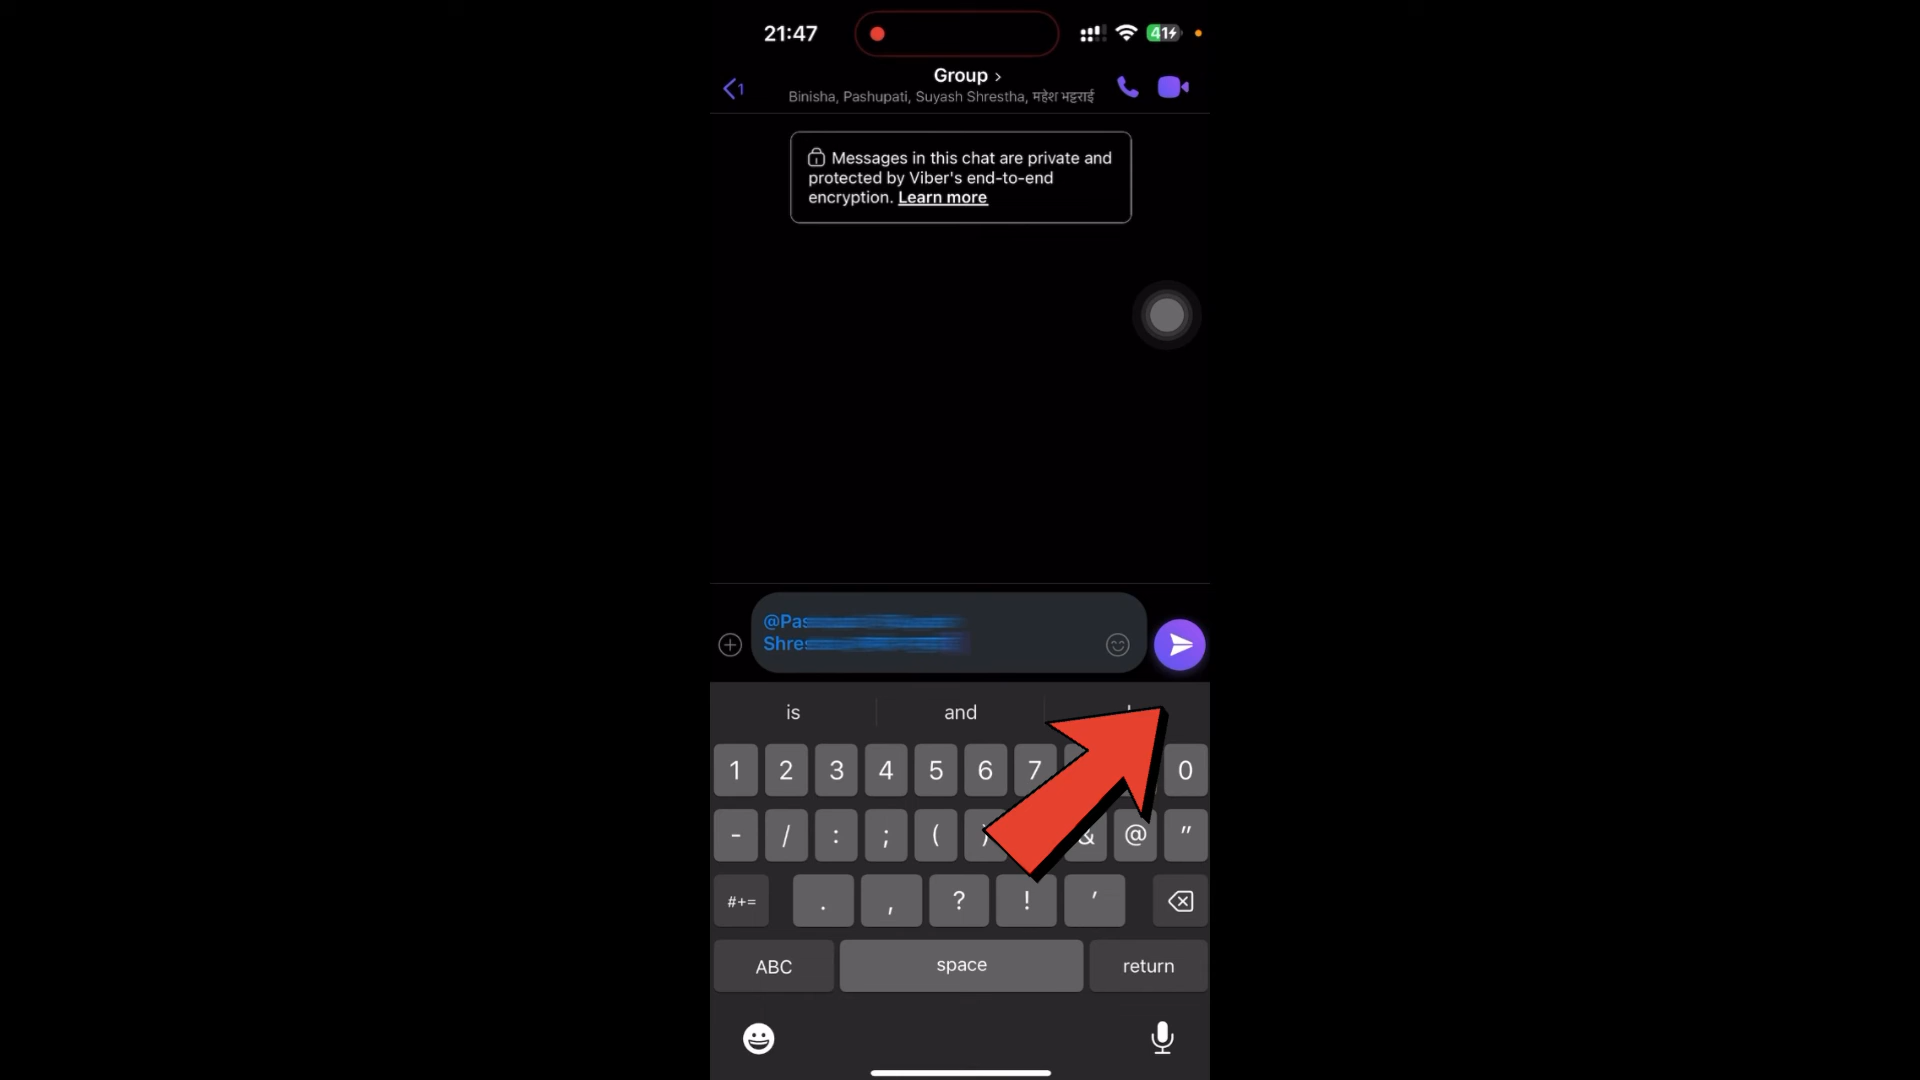 21:47
41
1
Group >
Binisha, Pashupati, Suyash Shrestha, महेश भट्टराई
Messages in this chat are private and
protected by Viber's end-to-end
encryption. Learn more
@Pas
Shres
is and
1 2 3 4 5 6 7 0
- / : ; ( ) & @ "
#+= . , ? ! '
ABC space return